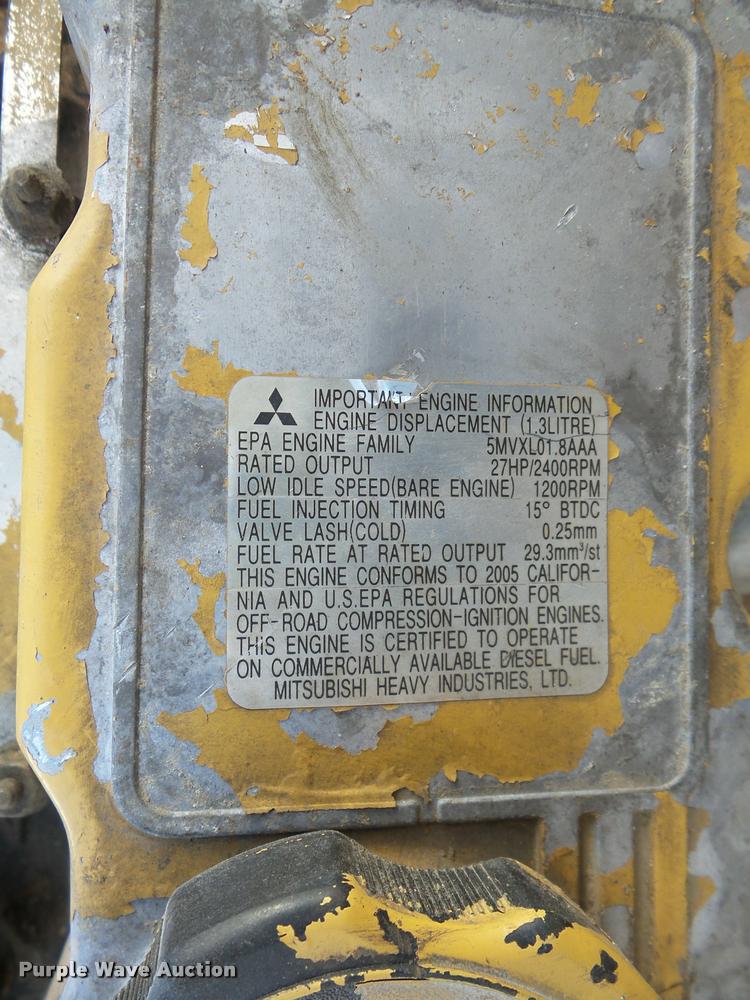 IMPORTANT ENGINE INFORMATION
ENGINE DISPLACEMENT (1.3LITRE)
EPA ENGINE FAMILY 5MVXL01.8AAA
RATED OUTPUT 27HP/2400RPM
LOW IDLE SPEED(BARE ENGINE) 1200RPM
FUEL INJECTION TIMING 15° BTDC
VALVE LASH(COLD) 0.25mm
FUEL RATE AT RATED OUTPUT 29.3mm³/st
THIS ENGINE CONFORMS TO 2005 CALIFOR-
NIA AND U.S.EPA REGULATIONS FOR
OFF-ROAD COMPRESSION-IGNITION ENGINES.
THIS ENGINE IS CERTIFIED TO OPERATE
ON COMMERCIALLY AVAILABLE DIESEL FUEL.
MITSUBISHI HEAVY INDUSTRIES, LTD.
Purple Wave Auction